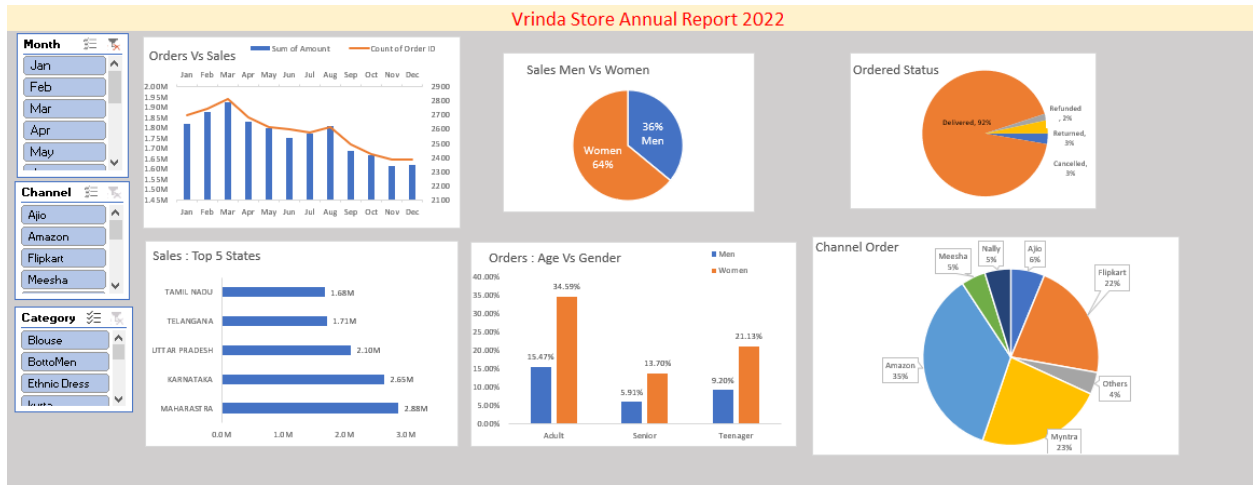 Vrinda Store Annual Report 2022
Month
Jan
Feb
Mar
Apr
May
Channel
Ajio
Amazon
Flipkart
Meesha
Category
Blouse
BottoMen
Ethnic Dress
kurta
Orders Vs Sales
Sum of Amount
Count of Order ID
Jan Feb Mar Apr May Jun Jul Aug Sep Oct Nov Dec
2.00M
1.95M
1.90M
1.85M
1.80M
1.75M
1.70M
1.65M
1.60M
1.55M
1.50M
1.45M
2900
2800
2700
2600
2500
2400
2300
2200
2100
Jan Feb Mar Apr May Jun Jul Aug Sep Oct Nov Dec
Sales Men Vs Women
36%
Men
Women
64%
Ordered Status
Delivered, 92%
Refunded
, 2%
Returned,
3%
Cancelled,
3%
Sales : Top 5 States
TAMIL NADU
1.68M
TELANGANA
1.71M
UTTAR PRADESH
2.10M
KARNATAKA
2.65M
MAHARASTRA
2.88M
0.0M 1.0M 2.0M 3.0M
Orders : Age Vs Gender
Men
Women
40.00%
35.00%
30.00%
25.00%
20.00%
15.00%
10.00%
5.00%
0.00%
15.47%
34.59%
5.91%
13.70%
9.20%
21.13%
Adult Senior Teenager
Channel Order
Meesha
5%
Nally
5%
Ajio
6%
Flipkart
22%
Amazon
35%
Others
4%
Myntra
23%